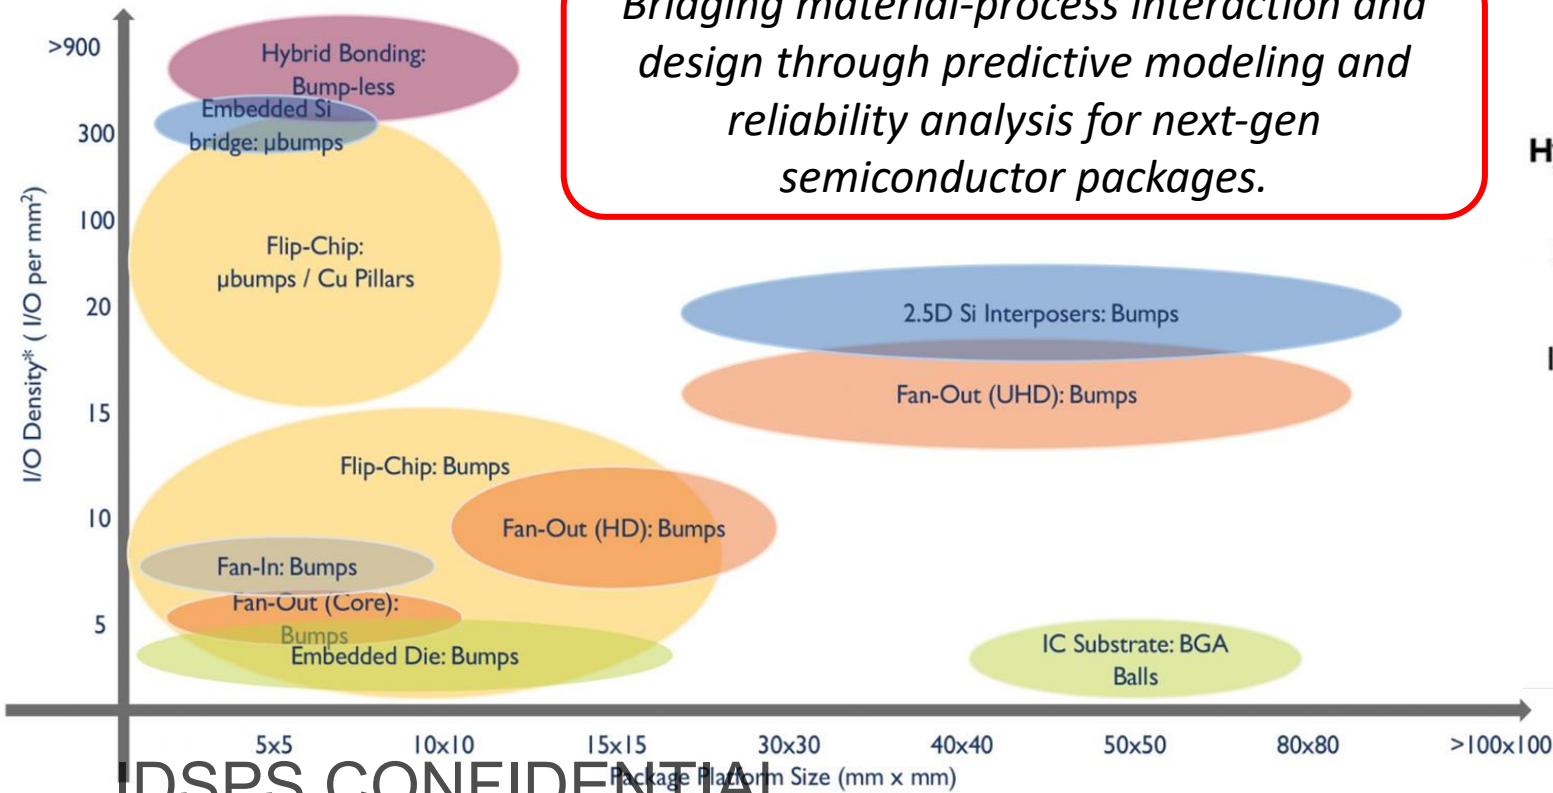 Bridging material-process interaction and
design through predictive modeling and
reliability analysis for next-gen
semiconductor packages.
>900
300
100
20
15
10
5
I/O Density* ( I/O per mm²)
Hybrid Bonding:
Bump-less
Embedded Si
bridge: µbumps
Flip-Chip:
µbumps / Cu Pillars
2.5D Si Interposers: Bumps
Fan-Out (UHD): Bumps
Flip-Chip: Bumps
Fan-Out (HD): Bumps
Fan-In: Bumps
Fan-Out (Core):
Bumps
Embedded Die: Bumps
IC Substrate: BGA
Balls
5x5 10x10 15x15 30x30 40x40 50x50 80x80 >100x100
Package Platform Size (mm x mm)
IDSPS CONFIDENTIAL